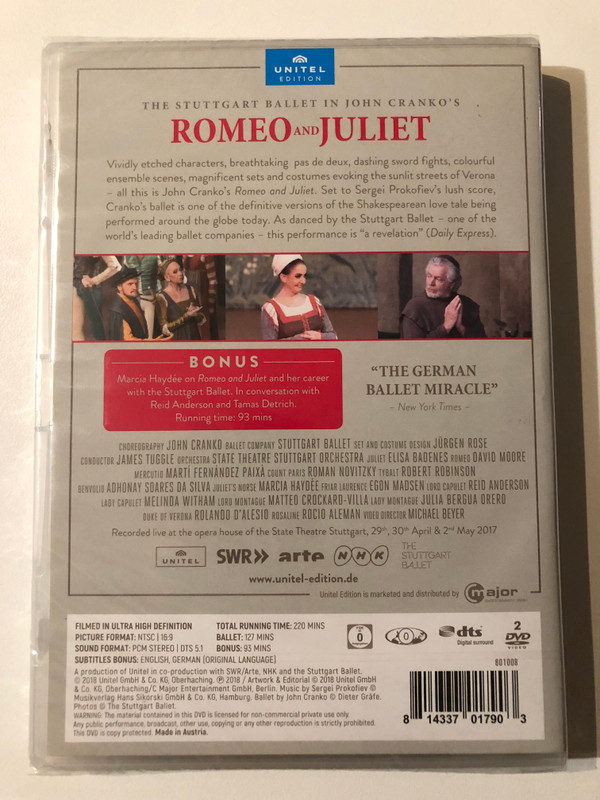 UNITEL
EDITION
THE STUTTGART BALLET IN JOHN CRANKO'S
ROMEO AND JULIET
Vividly etched characters, breathtaking pas de deux, dashing sword fights, colourful
ensemble scenes, magnificent sets and costumes evoking the sunlit streets of Verona
– all this is John Cranko's Romeo and Juliet. Set to Sergei Prokofiev's lush score,
Cranko's ballet is one of the definitive versions of the Shakespearean love tale being
performed around the globe today. As danced by the Stuttgart Ballet – one of the
world's leading ballet companies – this performance is "a revelation" (Daily Express).
BONUS
Marcia Haydée on Romeo and Juliet and her career
with the Stuttgart Ballet. In conversation with
Reid Anderson and Tamas Detrich.
Running time: 93 mins
"THE GERMAN
BALLET MIRACLE"
– New York Times –
CHOREOGRAPHY JOHN CRANKO BALLET COMPANY STUTTGART BALLET SET AND COSTUME DESIGN JÜRGEN ROSE
CONDUCTOR JAMES TUGGLE ORCHESTRA STATE THEATRE STUTTGART ORCHESTRA JULIET ELISA BADENES ROMEO DAVID MOORE
MERCUTIO MARTÍ FERNÁNDEZ PAIXÀ COUNT PARIS ROMAN NOVITZKY TYBALT ROBERT ROBINSON
BENVOLIO ADHONAY SOARES DA SILVA JULIET'S NURSE MARCIA HAYDÉE FRIAR LAURENCE EGON MADSEN LORD CAPULET REID ANDERSON
LADY CAPULET MELINDA WITHAM LORD MONTAGUE MATTEO CROCKARD-VILLA LADY MONTAGUE JULIA BERGUA ORERO
DUKE OF VERONA ROLANDO D'ALESIO ROSALINE ROCIO ALEMAN VIDEO DIRECTOR MICHAEL BEYER
Recorded live at the opera house of the State Theatre Stuttgart, 29th, 30th April & 2nd May 2017
UNITEL SWR>> arte NHK THE STUTTGART BALLET
www.unitel-edition.de
Unitel Edition is marketed and distributed by major
FILMED IN ULTRA HIGH DEFINITION
PICTURE FORMAT: NTSC | 16:9
SOUND FORMAT: PCM STEREO | DTS 5.1
SUBTITLES BONUS: ENGLISH, GERMAN (ORIGINAL LANGUAGE)
TOTAL RUNNING TIME: 220 MINS
BALLET: 127 MINS
BONUS: 93 MINS
0
0
dts
Digital surround
2
DVD
VIDEO
A production of Unitel in co-production with SWR/Arte, NHK and the Stuttgart Ballet.
© 2018 Unitel GmbH & Co. KG, Oberhaching. ℗ 2018 / Artwork & Editorial © 2018 Unitel GmbH
& Co. KG, Oberhaching/C Major Entertainment GmbH, Berlin. Music by Sergei Prokofiev ©
Musikverlag Hans Sikorski GmbH & Co. KG, Hamburg. Ballet by John Cranko © Dieter Gräfe.
Photos © The Stuttgart Ballet.
WARNING: The material contained in this DVD is licensed for non-commercial private use only.
Any public performance, broadcast, other use, copying or any other reproduction is strictly prohibited.
This DVD is copy protected. Made in Austria.
801008
8 14337 01790 3